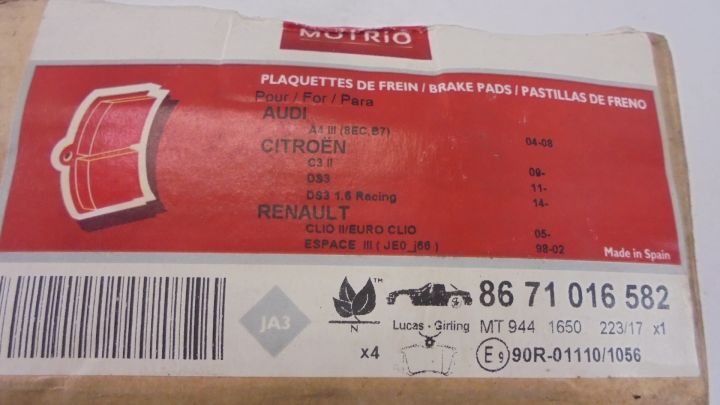 MOTRIO
PLAQUETTES DE FREIN / BRAKE PADS / PASTILLAS DE FRENO
Pour / For / Para
AUDI
A4 III (8EC,B7) 04-08
CITROËN
C3 II 09-
DS3 11-
DS3 1.6 Racing 14-
RENAULT
CLIO II/EURO CLIO 05-
ESPACE III ( JE0_j66 ) 98-02
Made in Spain
TM
N
86 71 016 582
JA3
Lucas - Girling MT 944 1650 223/17 x1
x4
E9 90R-01110/1056